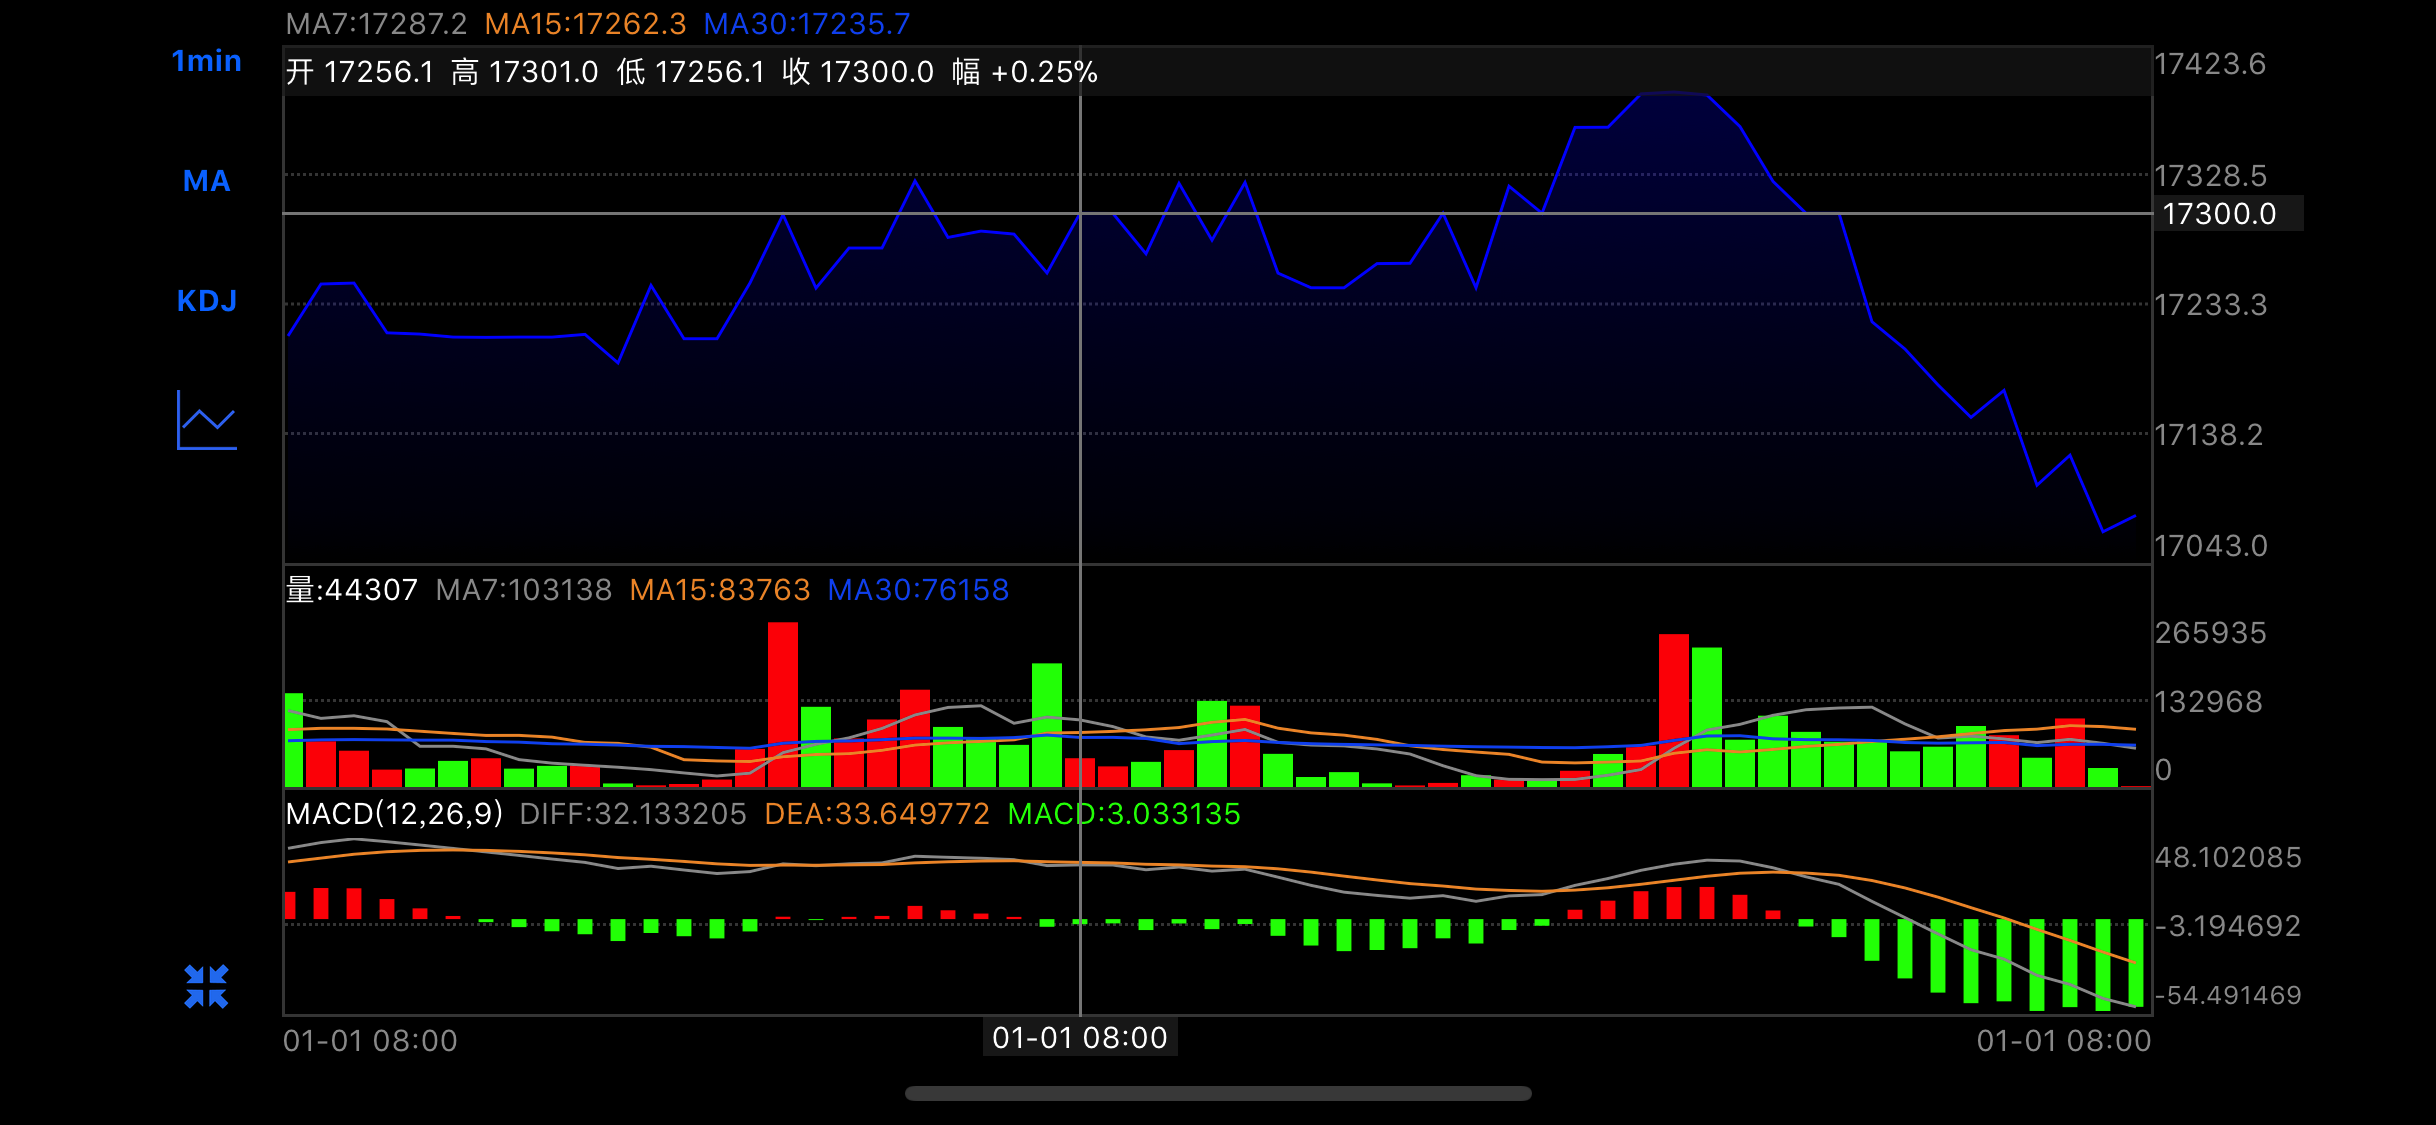 MA7:17287.2 MA15:17262.3 MA30:17235.7
1min
开 17256.1 高 17301.0 低 17256.1 收 17300.0 幅 +0.25%
17423.6
MA
17328.5
17300.0
KDJ
17233.3
17138.2
17043.0
量:44307 MA7:103138 MA15:83763 MA30:76158
265935
132968
0
MACD(12,26,9) DIFF:32.133205 DEA:33.649772 MACD:3.033135
48.102085
-3.194692
-54.491469
01-01 08:00 01-01 08:00 01-01 08:00